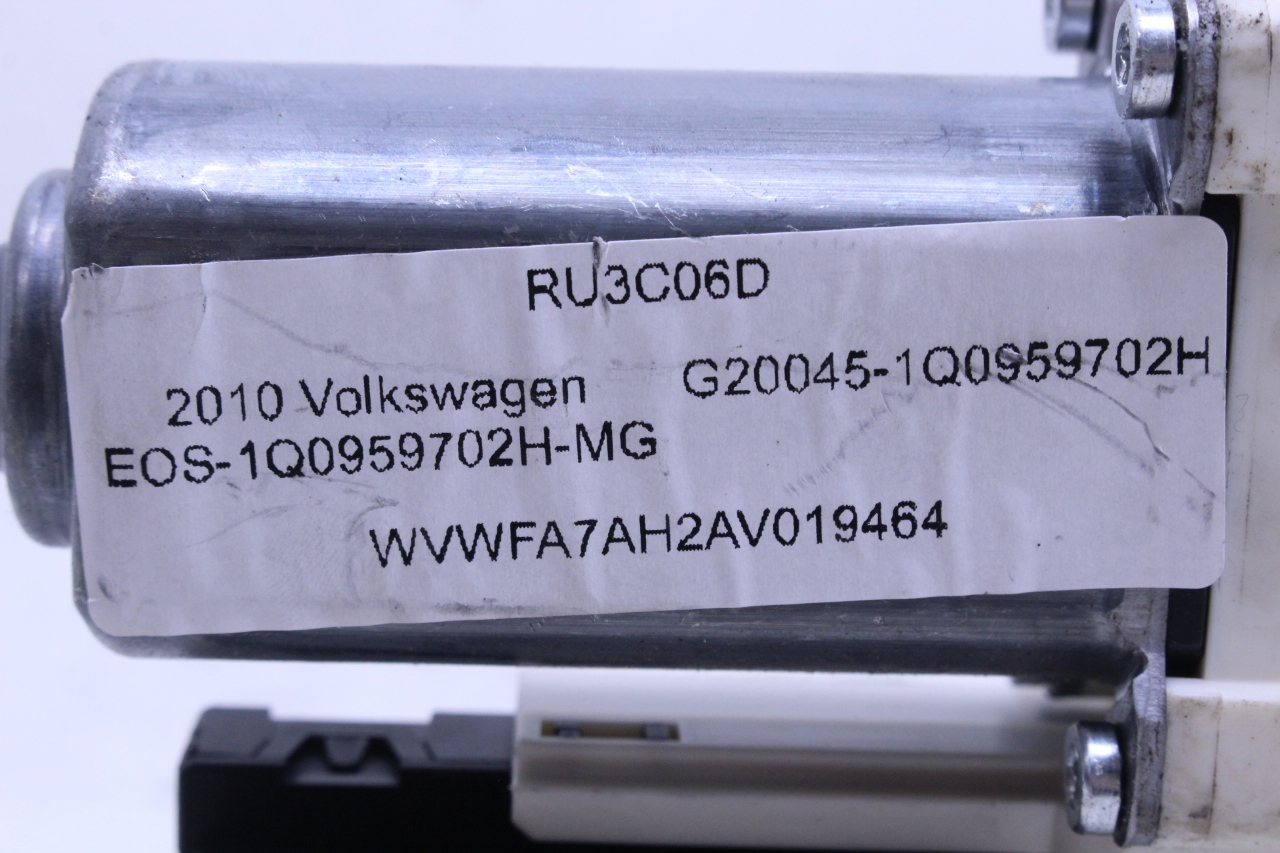 RU3C06D
2010 Volkswagen G20045-1Q0959702H
EOS-1Q0959702H-MG
WVWFA7AH2AV019464